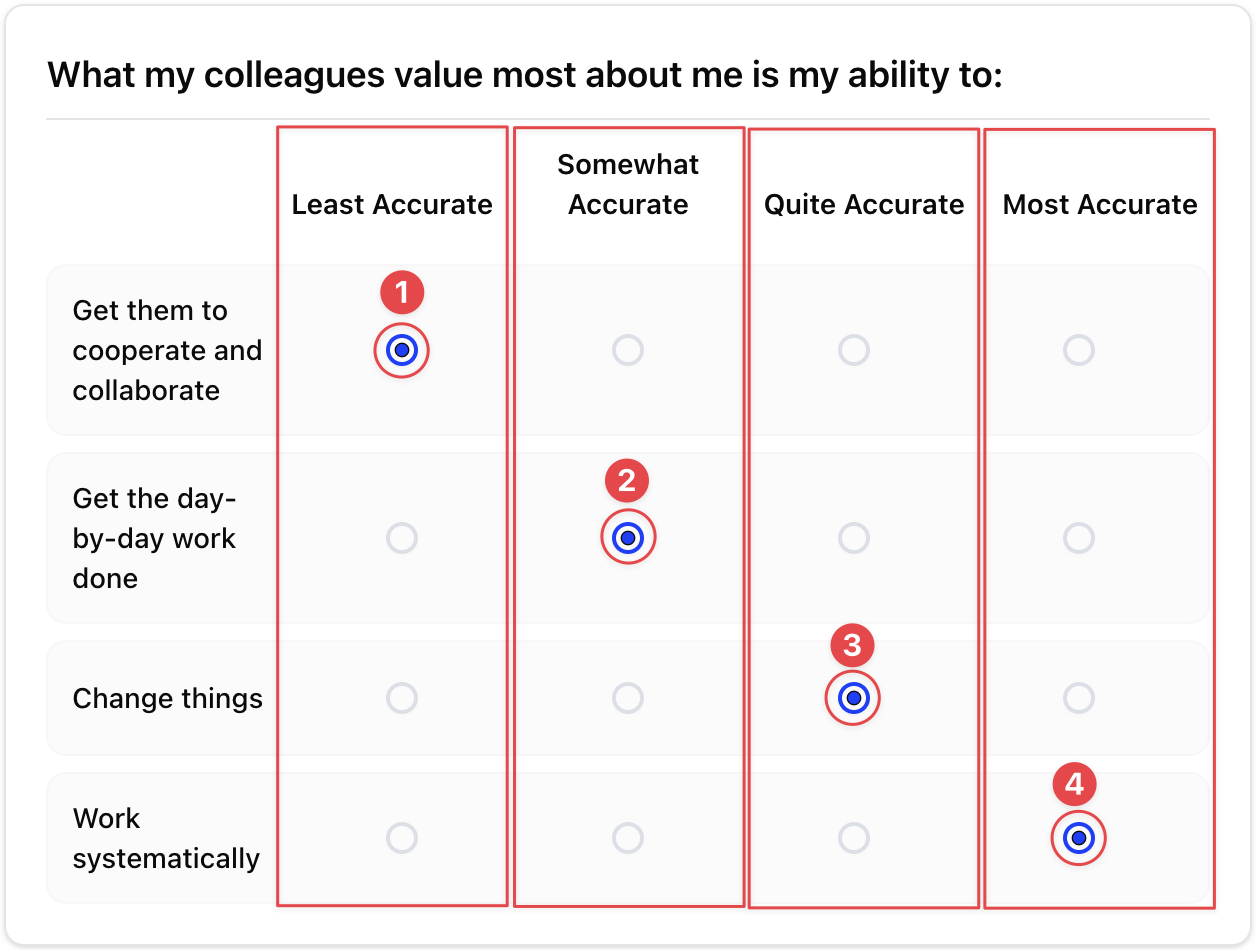 What my colleagues value most about me is my ability to:
Somewhat
Least Accurate Accurate Quite Accurate Most Accurate
1
Get them to
cooperate and
collaborate
2
Get the day-
by-day work
done
3
Change things
4
Work
systematically